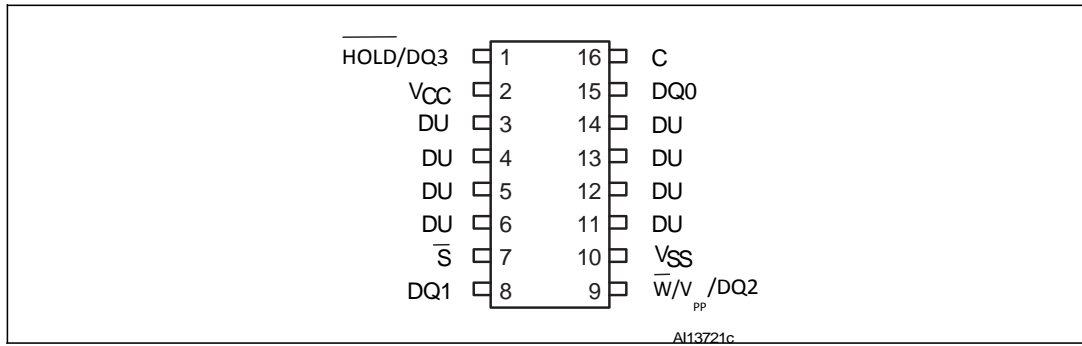 HOLD/DQ3 1 16 C
VCC 2 15 DQ0
DU 3 14 DU
DU 4 13 DU
DU 5 12 DU
DU 6 11 DU
S 7 10 VSS
DQ1 8 9 W/VPP/DQ2
AI13721c